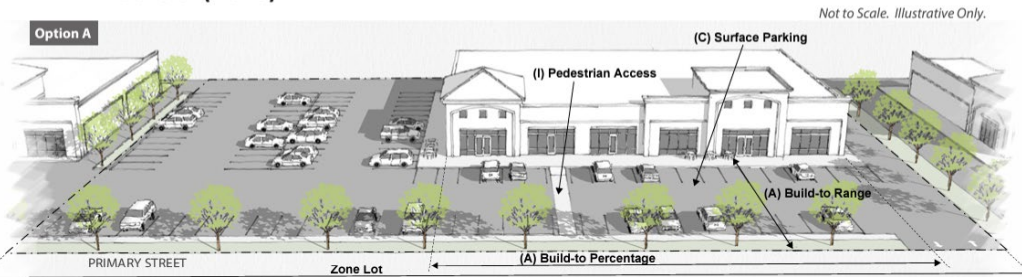 Not to Scale. Illustrative Only.
Option A
(C) Surface Parking
(I) Pedestrian Access
(A) Build-to Range
(A) Build-to Percentage
PRIMARY STREET
Zone Lot